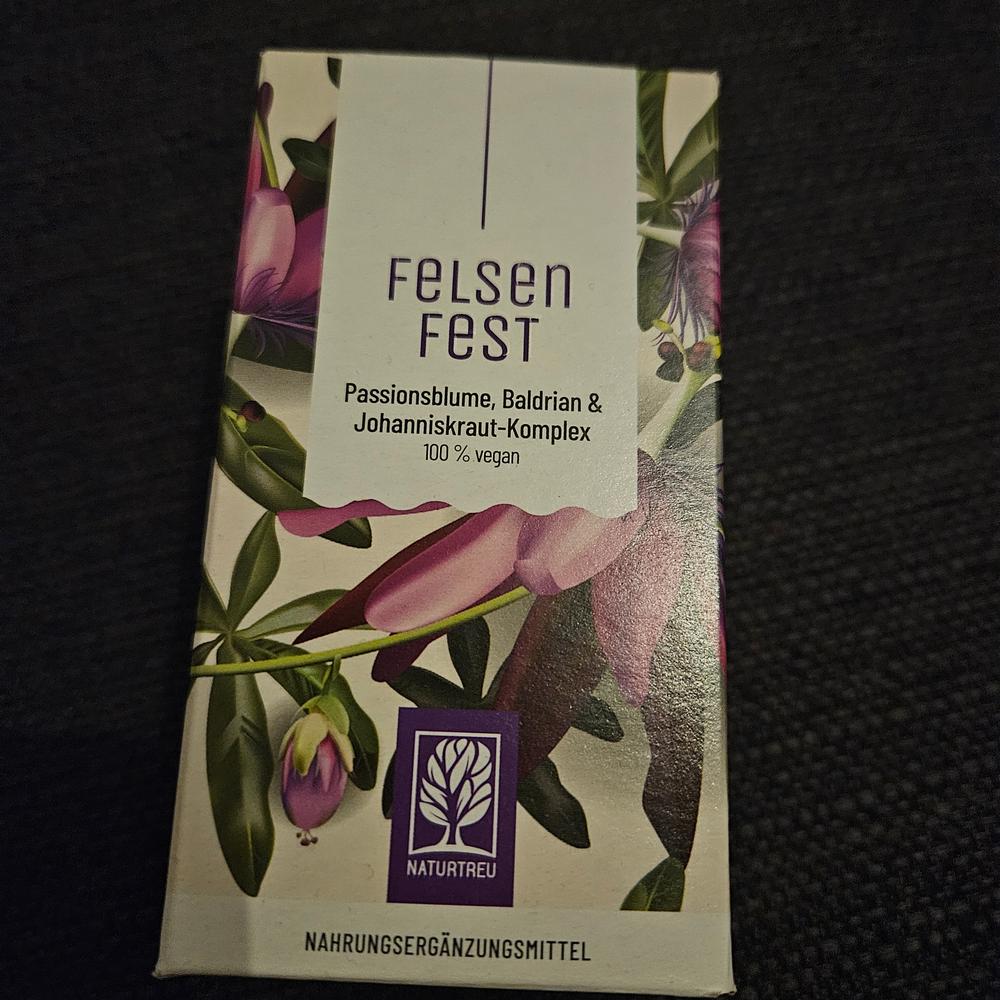 FELSEN
FEST
Passionsblume, Baldrian &
Johanniskraut-Komplex
100 % vegan
NATURTREU
NAHRUNGSERGÄNZUNGSMITTEL